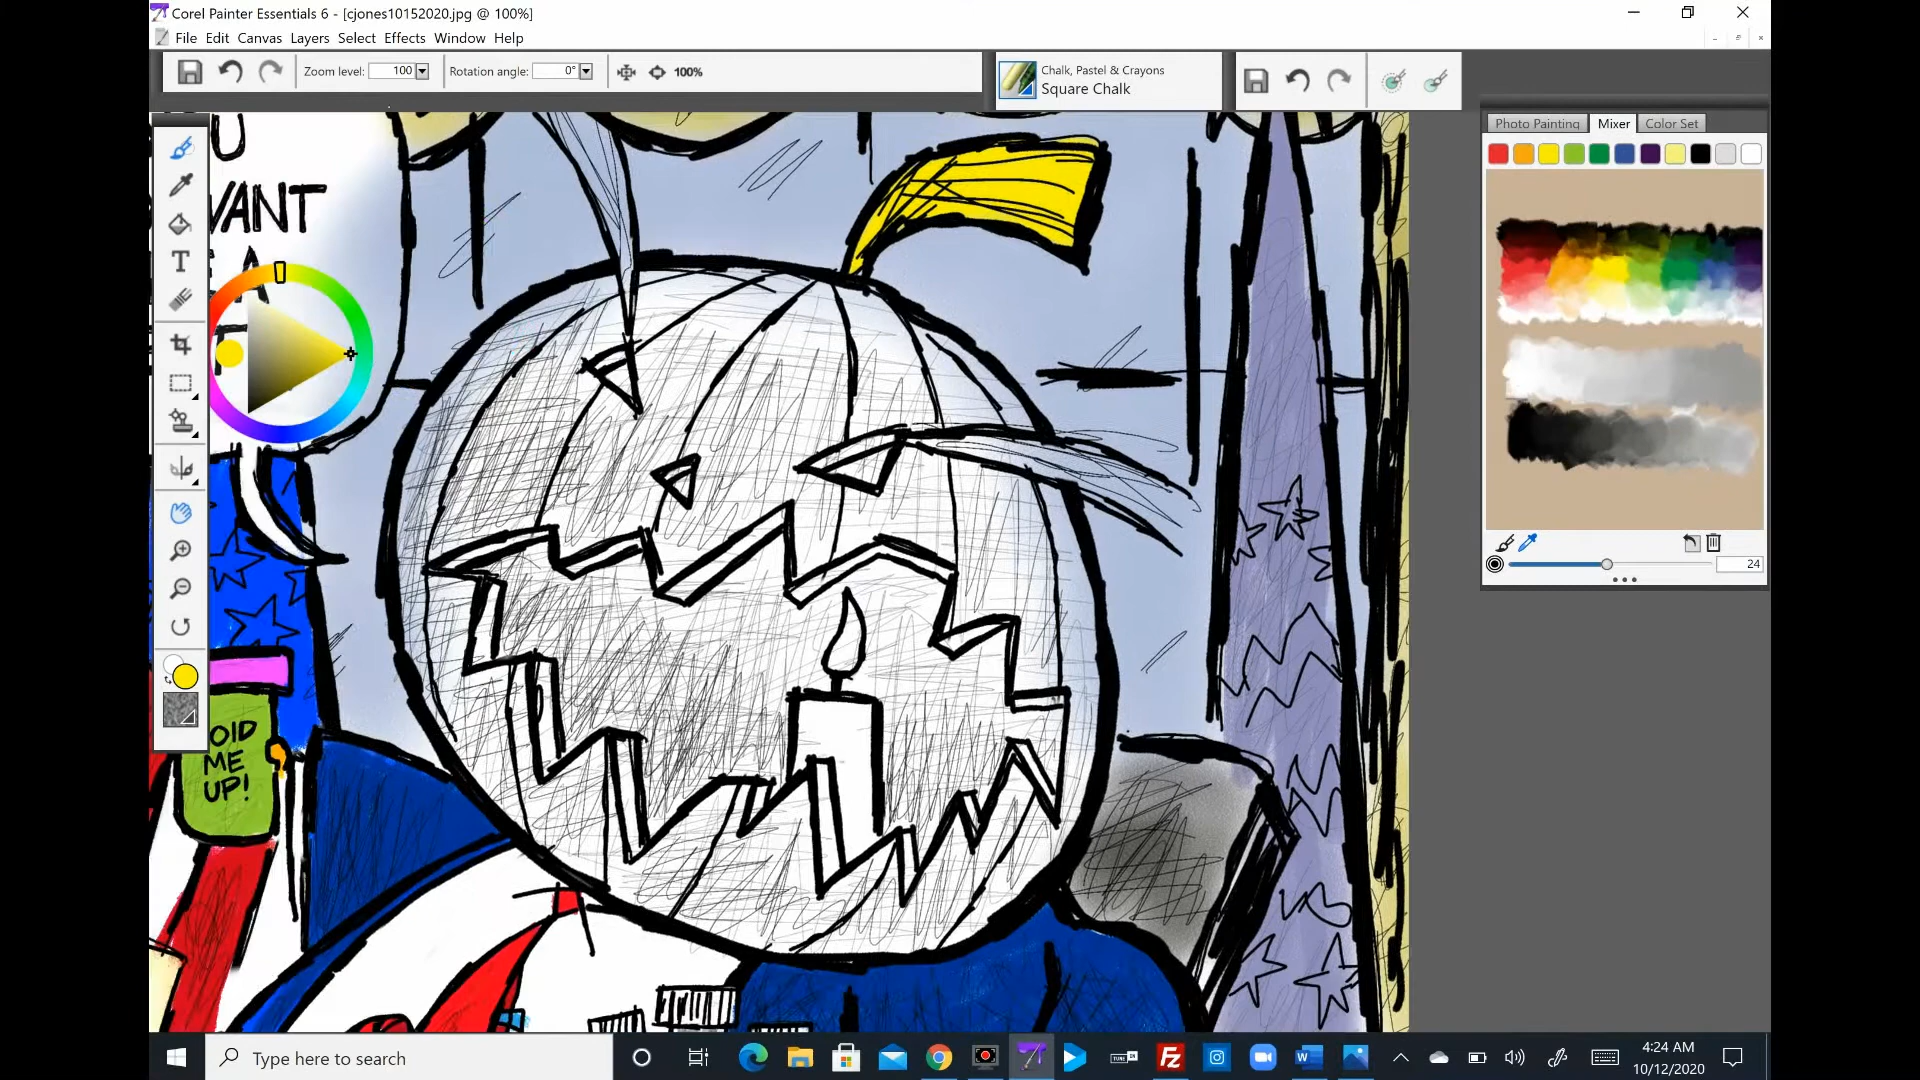 Corel Painter Essentials 6 - [cjones10152020.jpg @ 100%]
File Edit Canvas Layers Select Effects Window Help
Zoom level: 100 Rotation angle: 0° 100%
Chalk, Pastel & Crayons
Square Chalk
Photo Painting Mixer Color Set
24
T
OID
ME
UP!
Type here to search
TUNE
Fz
W
4:24 AM
10/12/2020